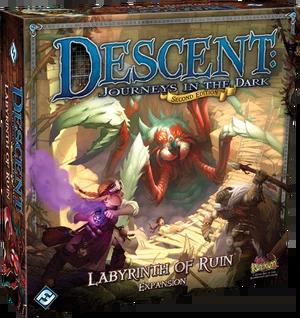 DESCENT:
JOURNEYS IN THE DARK
SECOND EDITION
LABYRINTH OF RUIN
EXPANSION
DESCENT
LABYRINTH OF RUIN